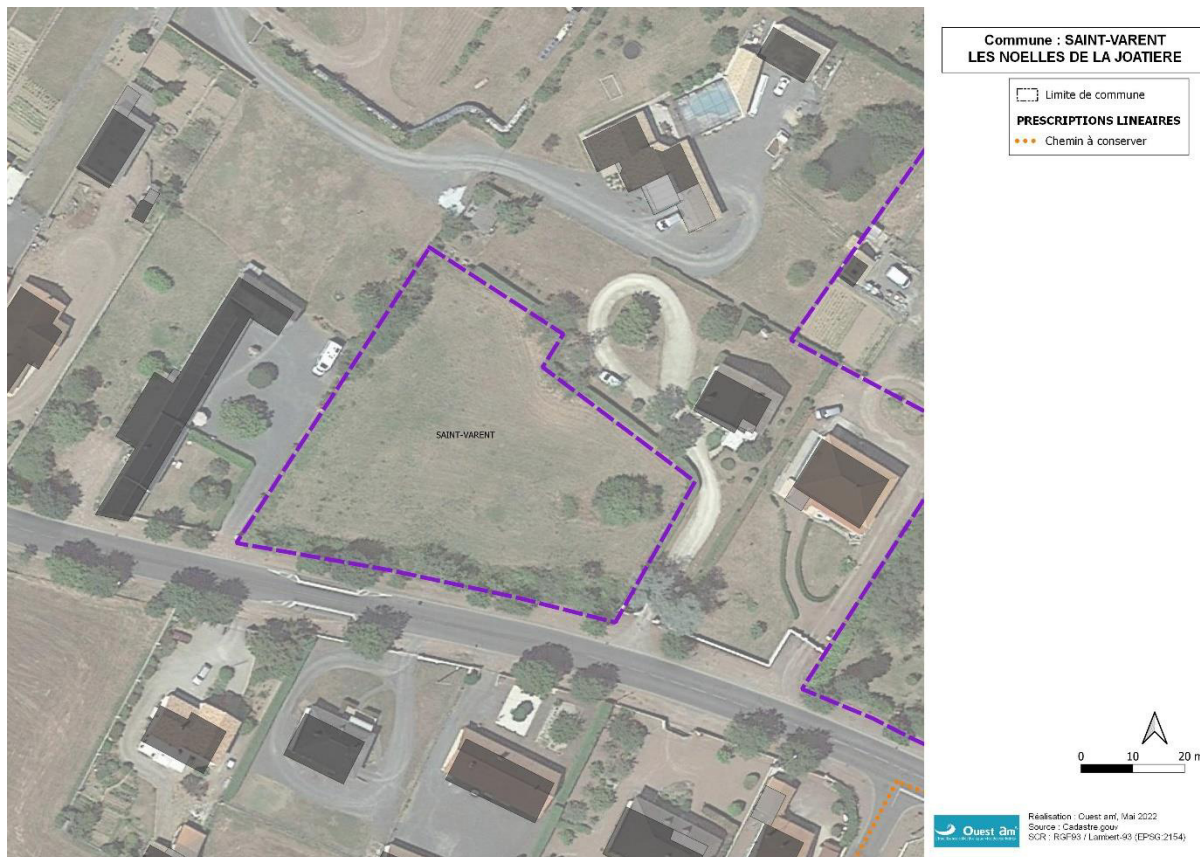 Commune : SAINT-VARENT
LES NOELLES DE LA JOATIERE
Limite de commune
PRESCRIPTIONS LINEAIRES
Chemin à conserver
SAINT-VARENT
0 10 20 m
Ouest am'
Réalisation : Ouest am', Mai 2022
Source : Cadastre.gouv
SCR : RGF93 / Lambert-93 (EPSG:2154)